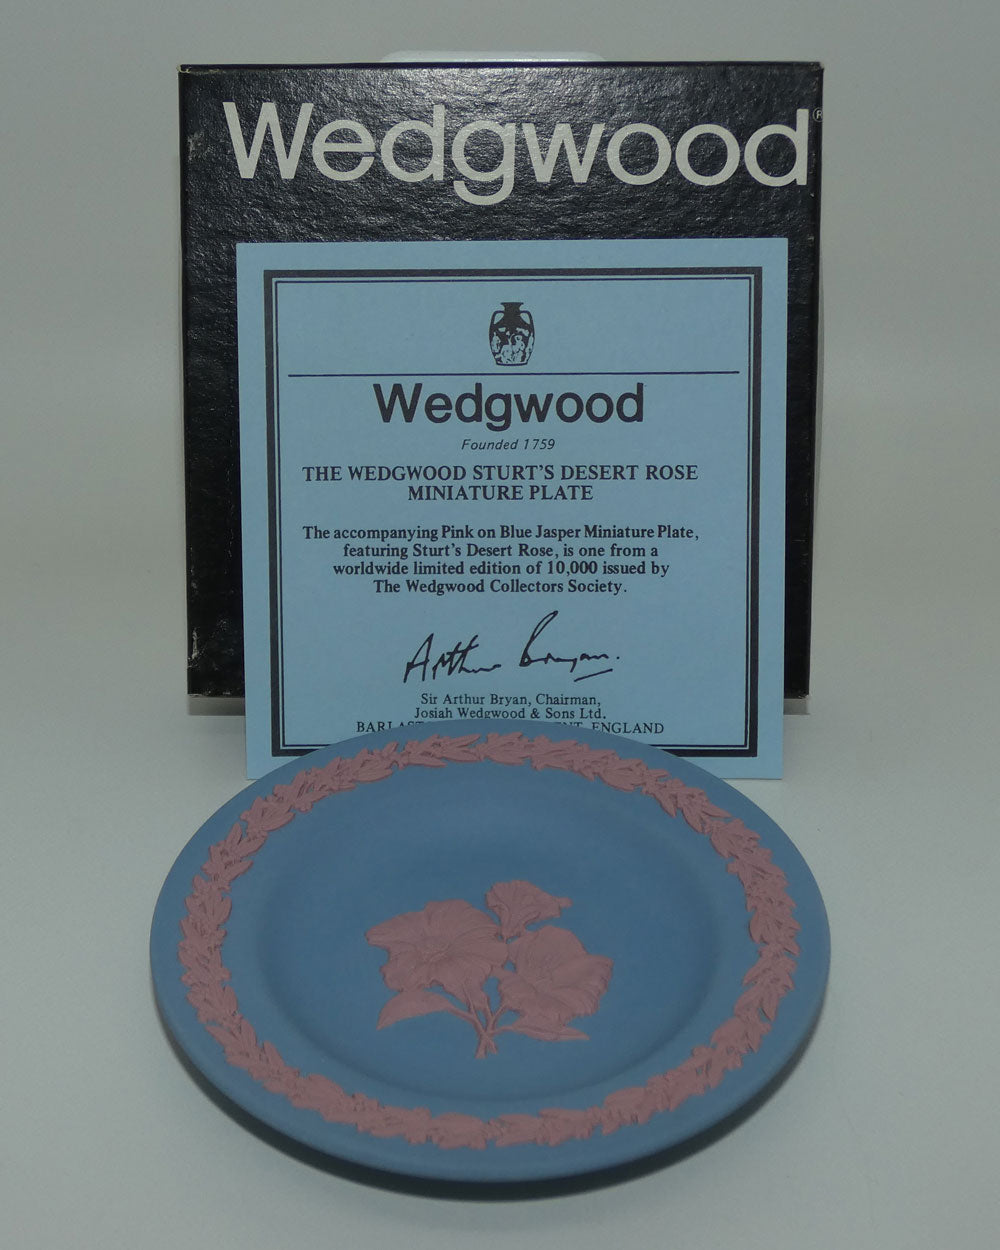 Wedgwood®
Wedgwood
Founded 1759
THE WEDGWOOD STURT'S DESERT ROSE
MINIATURE PLATE
The accompanying Pink on Blue Jasper Miniature Plate,
featuring Sturt's Desert Rose, is one from a
worldwide limited edition of 10,000 issued by
The Wedgwood Collectors Society.
Arthur Bryan.
Sir Arthur Bryan, Chairman,
Josiah Wedgwood & Sons Ltd.
ENGLAND